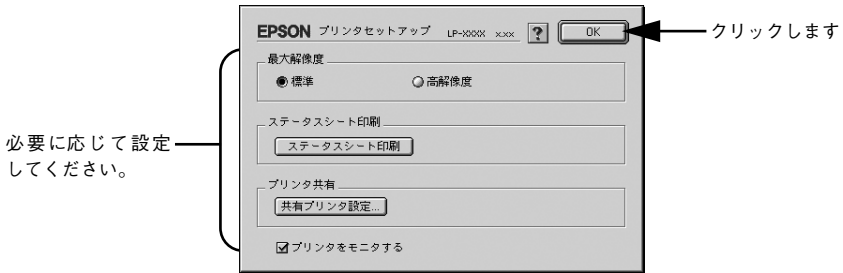 EPSON プリンタセットアップ LP-XXXX x.xx ? OK
クリックします
最大解像度
標準 高解像度
ステータスシート印刷
ステータスシート印刷
必要に応じて設定
してください。
プリンタ共有
共有プリンタ設定...
プリンタをモニタする